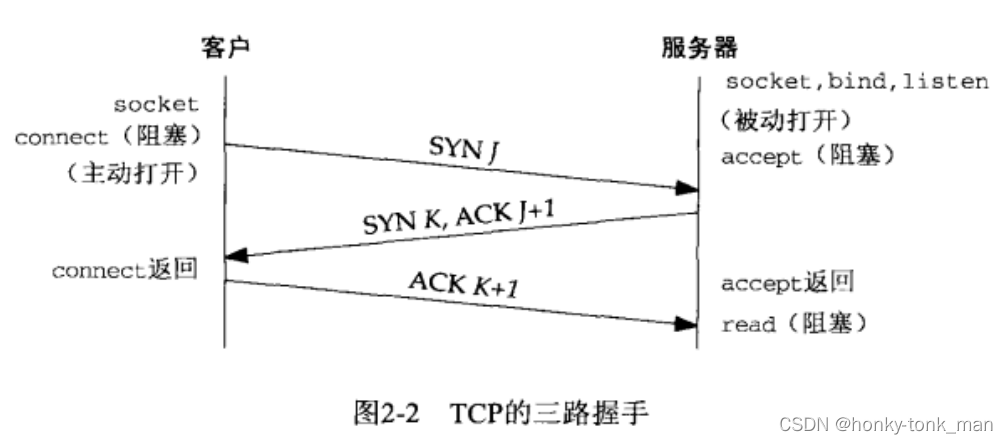 客户
服务器
socket
connect（阻塞）
（主动打开）
socket,bind,listen
（被动打开）
accept（阻塞）
SYN J
SYN K, ACK J+1
connect返回
ACK K+1
accept返回
read（阻塞）
图2-2 TCP的三路握手
CSDN @honky-tonk_man